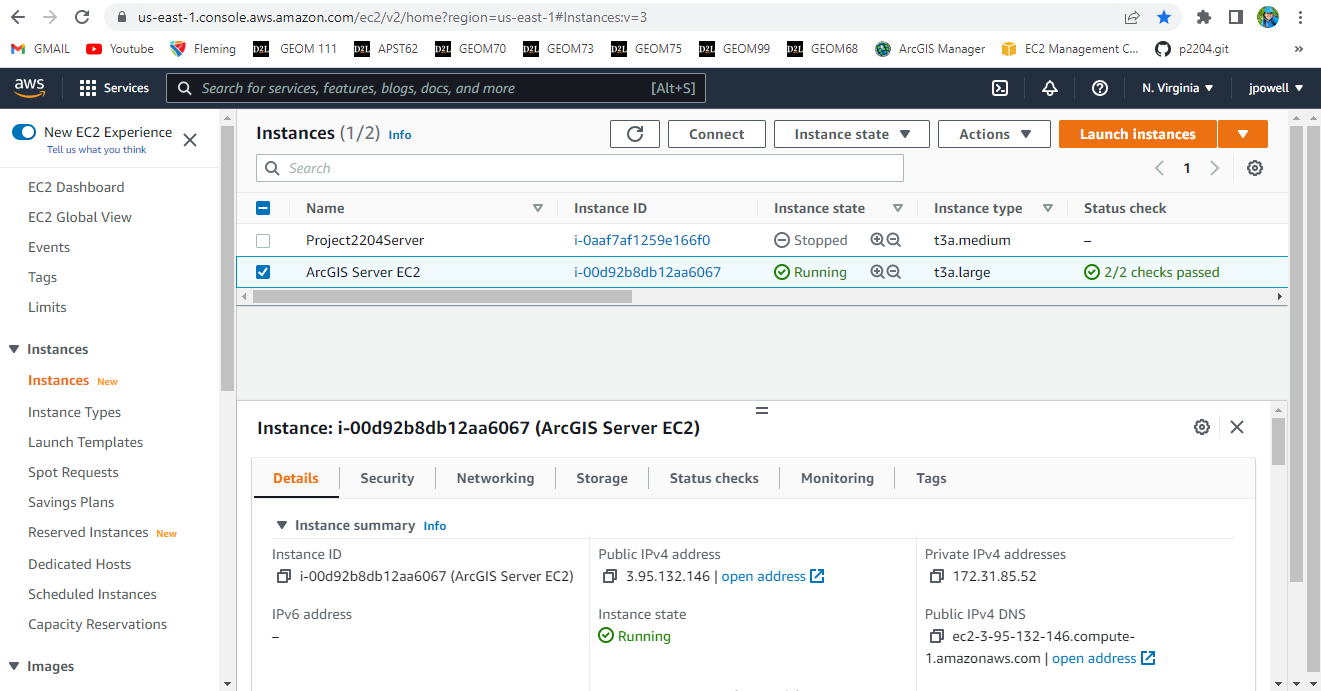 us-east-1.console.aws.amazon.com/ec2/v2/home?region=us-east-1#Instances:v=3
GMAIL Youtube Fleming D2L GEOM 111 D2L APST62 D2L GEOM70 D2L GEOM73 D2L GEOM75 D2L GEOM99 D2L GEOM68 ArcGIS Manager EC2 Management C... p2204.git »
aws Services Search for services, features, blogs, docs, and more [Alt+S] N. Virginia jpowell
New EC2 Experience
Tell us what you think
EC2 Dashboard
EC2 Global View
Events
Tags
Limits
Instances
Instances New
Instance Types
Launch Templates
Spot Requests
Savings Plans
Reserved Instances New
Dedicated Hosts
Scheduled Instances
Capacity Reservations
Images
Instances (1/2) Info Connect Instance state Actions Launch instances
Search 1
Name Instance ID Instance state Instance type Status check
Project2204Server i-0aaf7af1259e166f0 Stopped t3a.medium –
ArcGIS Server EC2 i-00d92b8db12aa6067 Running t3a.large 2/2 checks passed
Instance: i-00d92b8db12aa6067 (ArcGIS Server EC2)
Details Security Networking Storage Status checks Monitoring Tags
Instance summary Info
Instance ID Public IPv4 address Private IPv4 addresses
i-00d92b8db12aa6067 (ArcGIS Server EC2) 3.95.132.146 | open address 172.31.85.52
IPv6 address Instance state Public IPv4 DNS
– Running ec2-3-95-132-146.compute-
1.amazonaws.com | open address